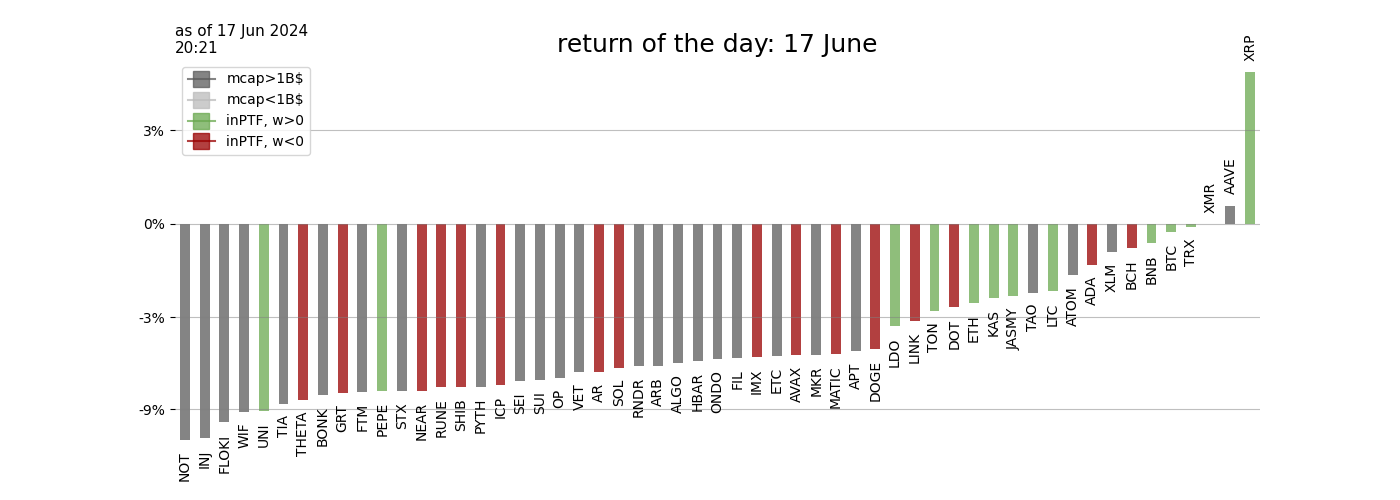 as of 17 Jun 2024
20:21
return of the day: 17 June
mcap>1B$
mcap<1B$
inPTF, w>0
inPTF, w<0
3%
0%
-3%
-9%
NOT
INJ
FLOKI
WIF
UNI
TIA
THETA
BONK
GRT
FTM
PEPE
STX
NEAR
RUNE
SHIB
PYTH
ICP
SEI
SUI
OP
VET
AR
SOL
RNDR
ARB
ALGO
HBAR
ONDO
FIL
IMX
ETC
AVAX
MKR
MATIC
APT
DOGE
LDO
LINK
TON
DOT
ETH
KAS
JASMY
TAO
LTC
ATOM
ADA
XLM
BCH
BNB
BTC
TRX
XMR
AAVE
XRP